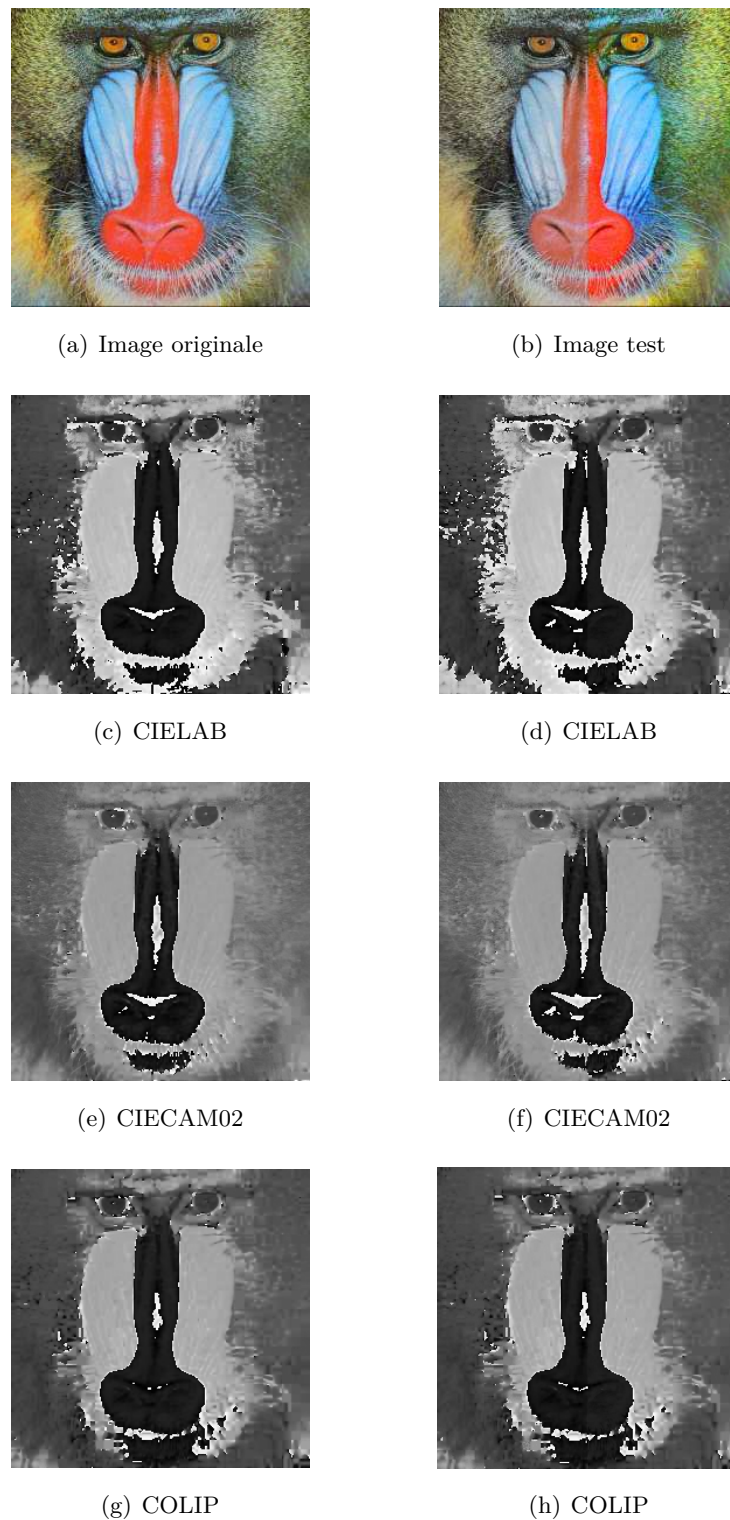 (a) Image originale
(b) Image test
(c) CIELAB
(d) CIELAB
(e) CIECAM02
(f) CIECAM02
(g) COLIP
(h) COLIP